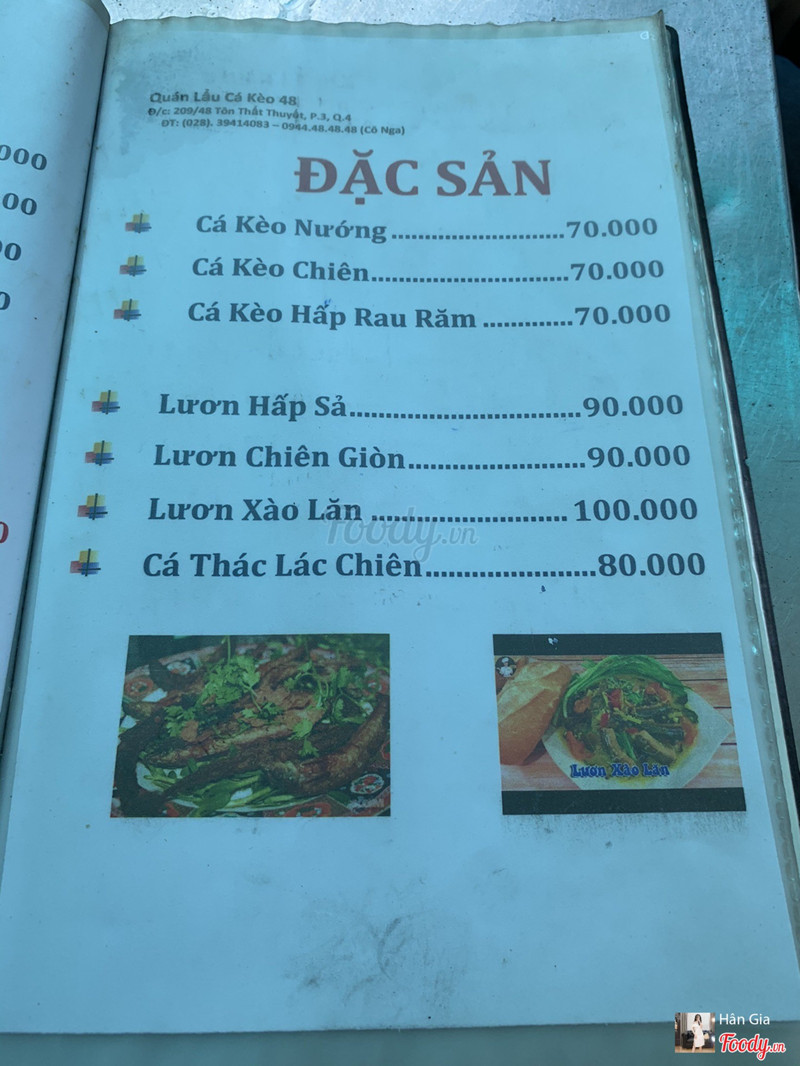 Quán Lẩu Cá Kèo 48
Đ/c: 209/48 Tôn Thất Thuyết, P.3, Q.4
ĐT: (028). 39414083 – 0944.48.48.48 (Cô Nga)
ĐẶC SẢN
Cá Kèo Nướng..........................70.000
Cá Kèo Chiên..............................70.000
Cá Kèo Hấp Rau Răm .............70.000
Lươn Hấp Sả.................................90.000
Lươn Chiên Giòn.........................90.000
Lươn Xào Lăn ............................ 100.000
Cá Thác Lác Chiên........................80.000
Foody.vn
Lươn Xào Lăn
Hân Gia
Foody.vn